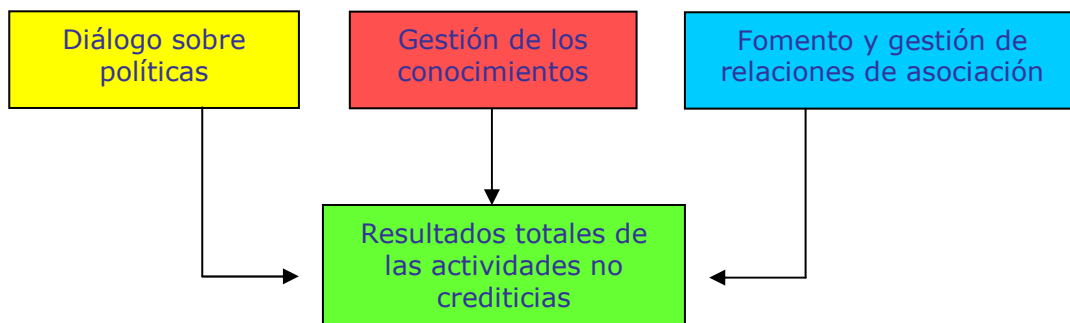 Diálogo sobre
políticas
Gestión de los
conocimientos
Fomento y gestión de
relaciones de asociación
Resultados totales de
las actividades no
crediticias